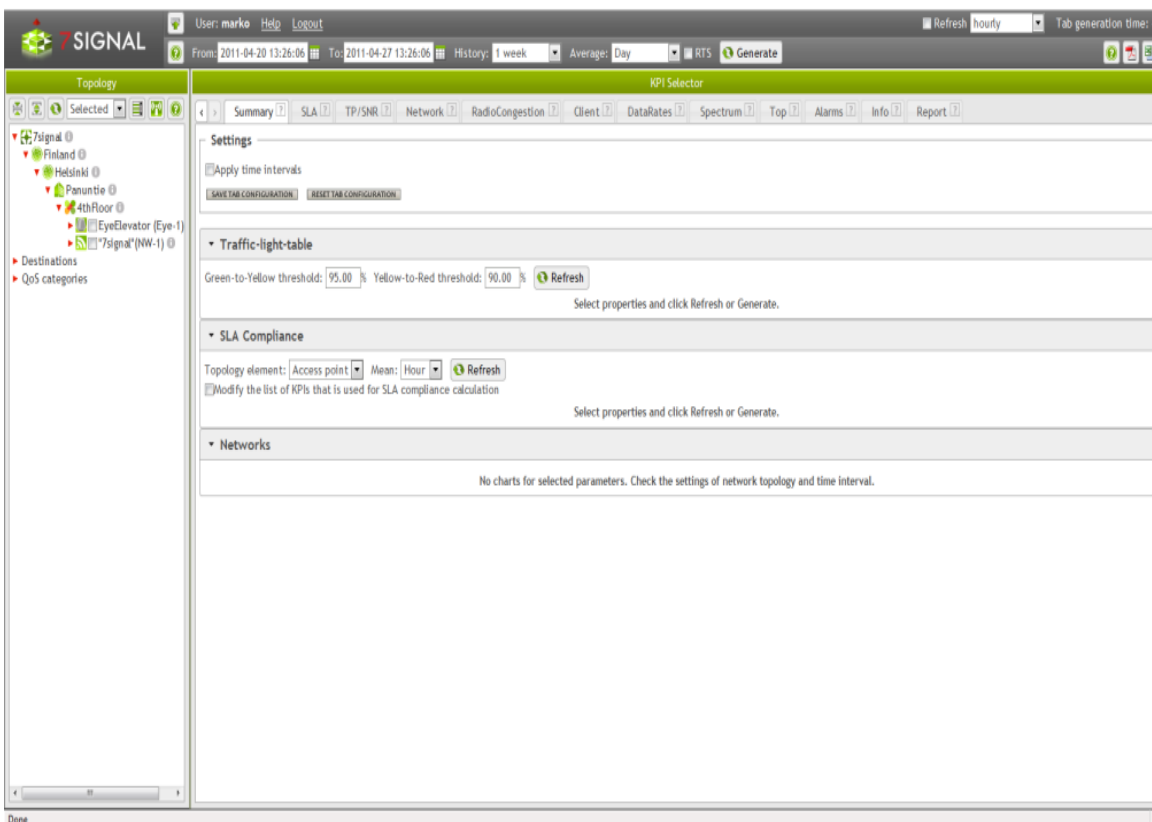 7SIGNAL
User: marko Help Logout
Refresh hourly Tab generation time:
From: 2011-04-20 13:26:06 To: 2011-04-27 13:26:06 History: 1 week Average: Day RTS Generate
Topology
KPI Selector
Selected
Summary ? SLA ? TP/SNR ? Network ? RadioCongestion ? Client ? DataRates ? Spectrum ? Top ? Alarms ? Info ? Report ?
7signal
Finland
Helsinki
Panuntie
4thFloor
EyeElevator (Eye-1)
"7signal"(NW-1)
Destinations
QoS categories
Settings
Apply time intervals
SAVE TAB CONFIGURATION RESET TAB CONFIGURATION
Traffic-light-table
Green-to-Yellow threshold: 95.00 % Yellow-to-Red threshold: 90.00 % Refresh
Select properties and click Refresh or Generate.
SLA Compliance
Topology element: Access point Mean: Hour Refresh
Modify the list of KPIs that is used for SLA compliance calculation
Select properties and click Refresh or Generate.
Networks
No charts for selected parameters. Check the settings of network topology and time interval.
Done